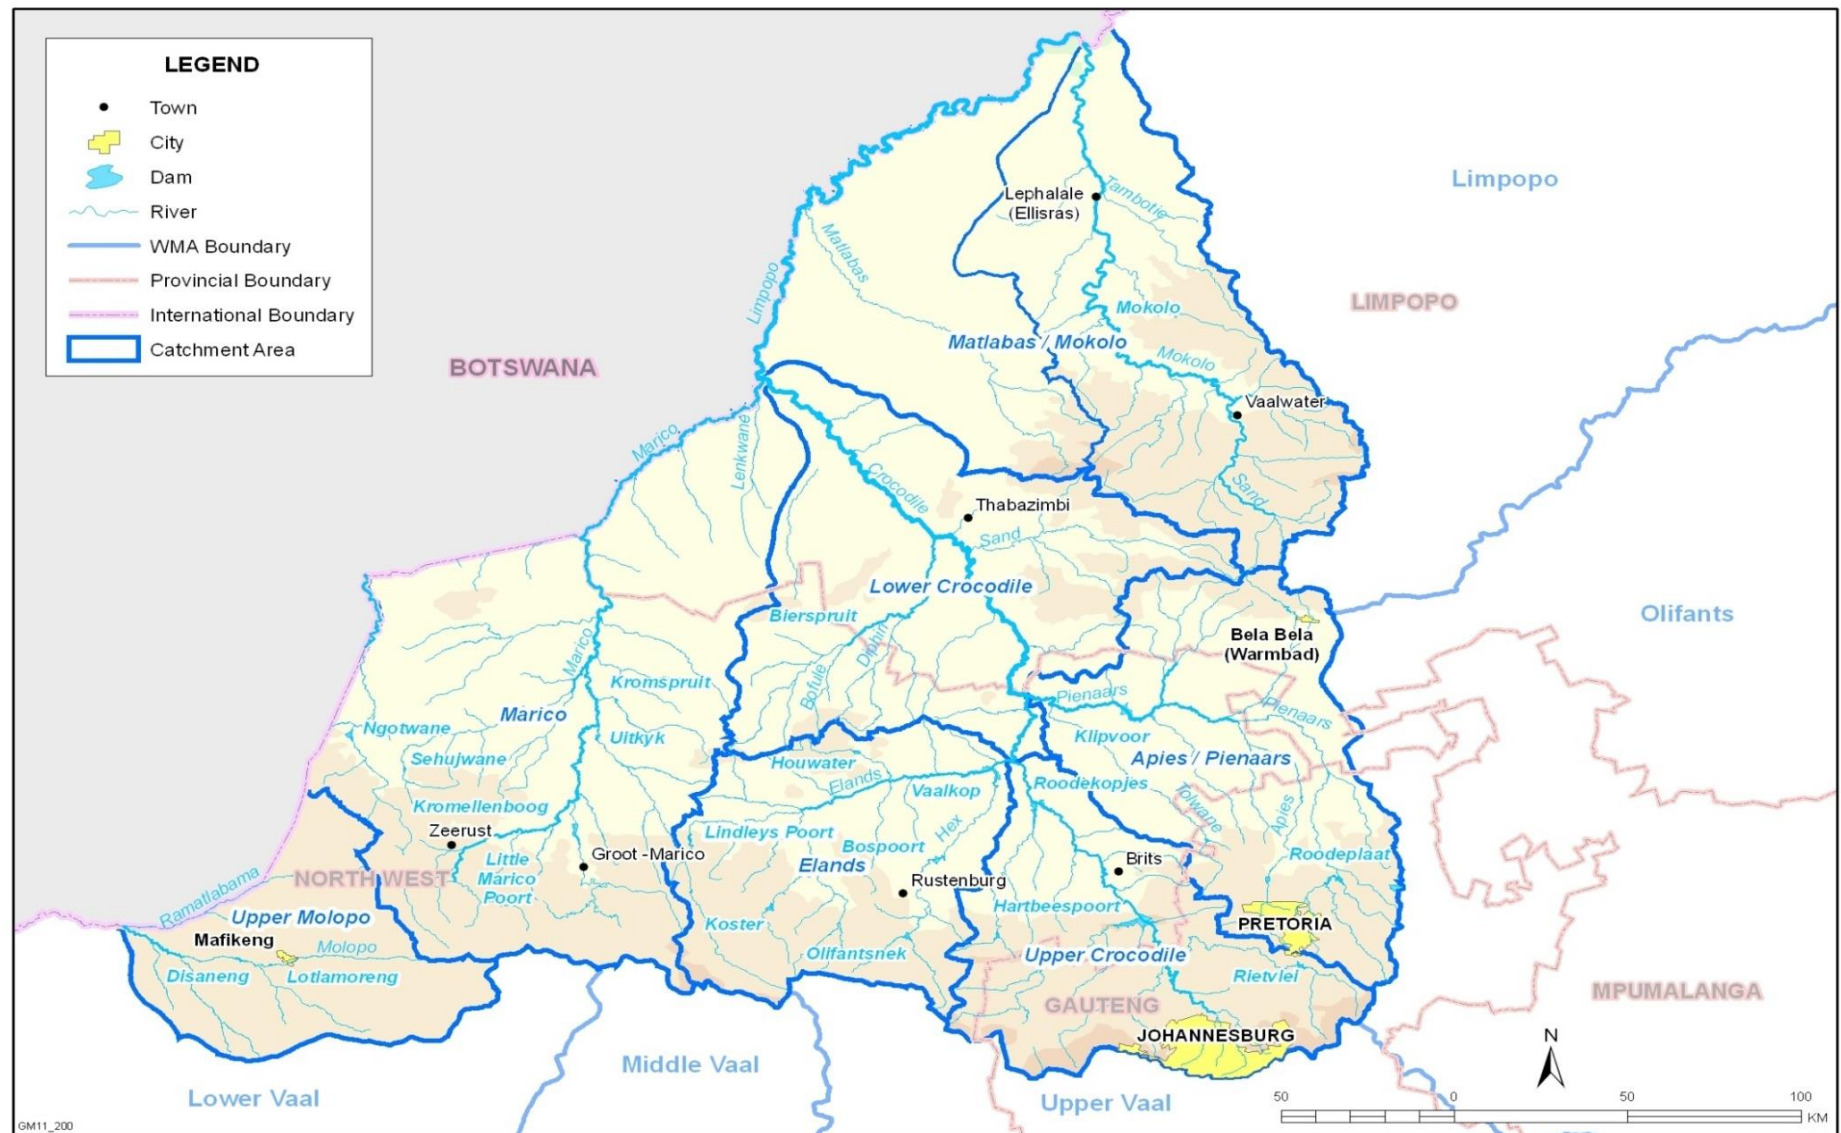 LEGEND
Town
City
Dam
River
WMA Boundary
Provincial Boundary
International Boundary
Catchment Area
Limpopo
Lephalale
(Ellisras)
Tambotie
Matlabas
Limpopo
LIMPOPO
Mokolo
Matlabas / Mokolo
Mokolo
BOTSWANA
Vaalwater
Marico
Lenkwane
Crocodile
Sand
Thabazimbi
Sand
Lower Crocodile
Bierspruit
Olifants
Bela Bela
(Warmbad)
Marico
Diphiri
Bofule
Kromspruit
Pienaars
Pienaars
Marico
Ngotwane
Uitkyk
Klipvoor
Sehujwane
Houwater
Apies / Pienaars
Elands
Vaalkop
Roodekopjes
Tolwane
Apies
Kromellenboog
Zeerust
Lindleys Poort
Hex
Bospoort
Groot -Marico
Little
Marico
Poort
Elands
Brits
Roodeplaat
NORTH WEST
Rustenburg
Ramatlabama
Upper Molopo
Koster
Hartbeespoort
PRETORIA
Mafikeng
Molopo
Olifantsnek
Upper Crocodile
Disaneng
Lotlamoreng
Rietvlei
GAUTENG
MPUMALANGA
JOHANNESBURG
N
Middle Vaal
Lower Vaal
Upper Vaal
50 0 50 100
KM
GM11_200